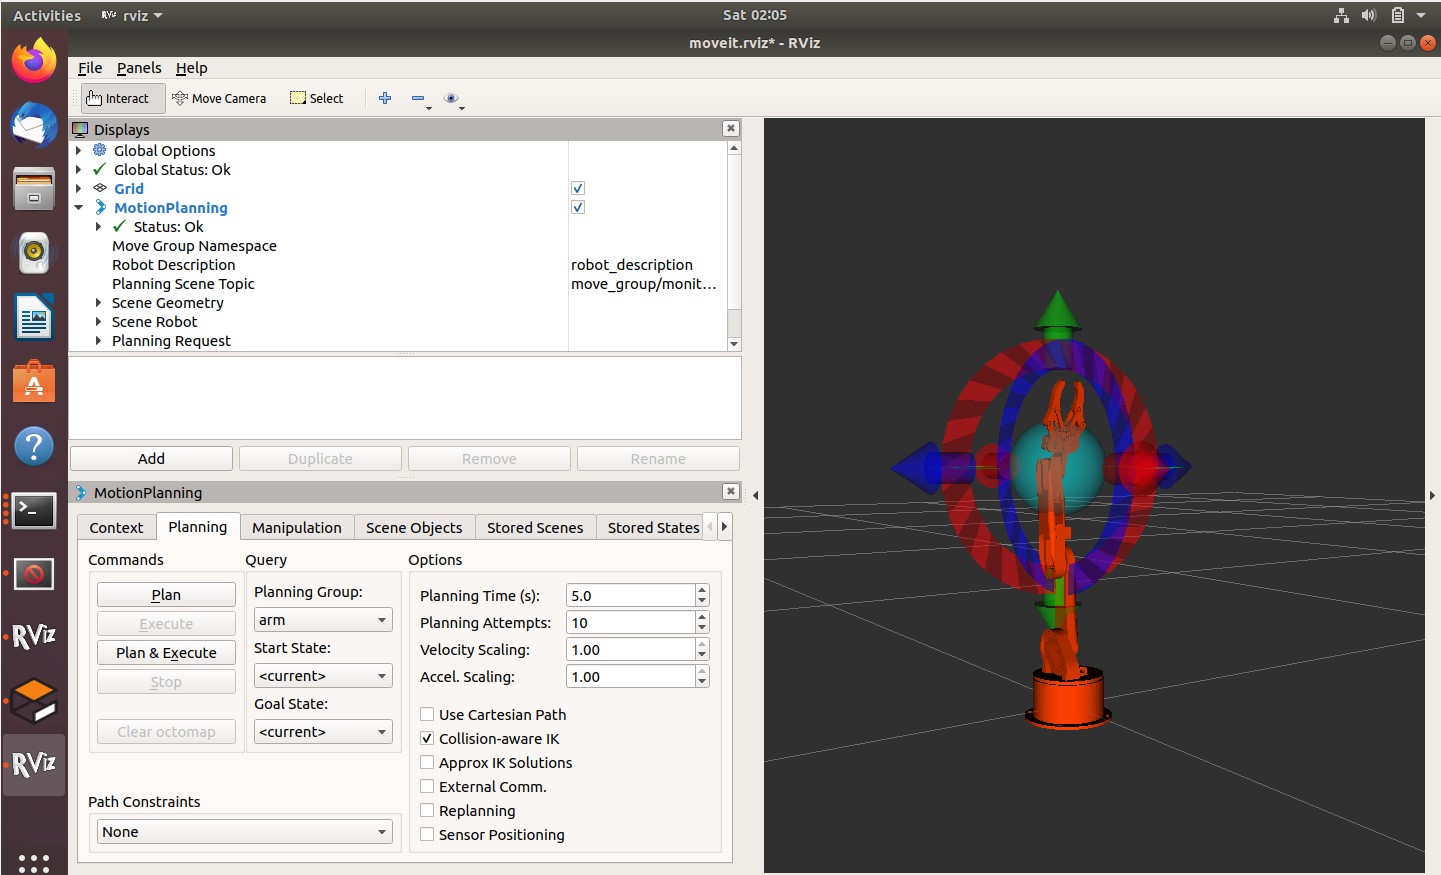 Activities RViz rviz Sat 02:05
moveit.rviz* - RViz
File Panels Help
Interact Move Camera Select
Displays
Global Options
Global Status: Ok
Grid
MotionPlanning
Status: Ok
Move Group Namespace
Robot Description robot_description
Planning Scene Topic move_group/monit...
Scene Geometry
Scene Robot
Planning Request
Add Duplicate Remove Rename
MotionPlanning
Context Planning Manipulation Scene Objects Stored Scenes Stored States
Commands Query Options
Plan
Execute
Plan & Execute
Stop
Clear octomap
Planning Group:
arm
Start State:
<current>
Goal State:
<current>
Planning Time (s): 5.0
Planning Attempts: 10
Velocity Scaling: 1.00
Accel. Scaling: 1.00
Use Cartesian Path
Collision-aware IK
Approx IK Solutions
External Comm.
Replanning
Sensor Positioning
Path Constraints
None
RViz
RViz